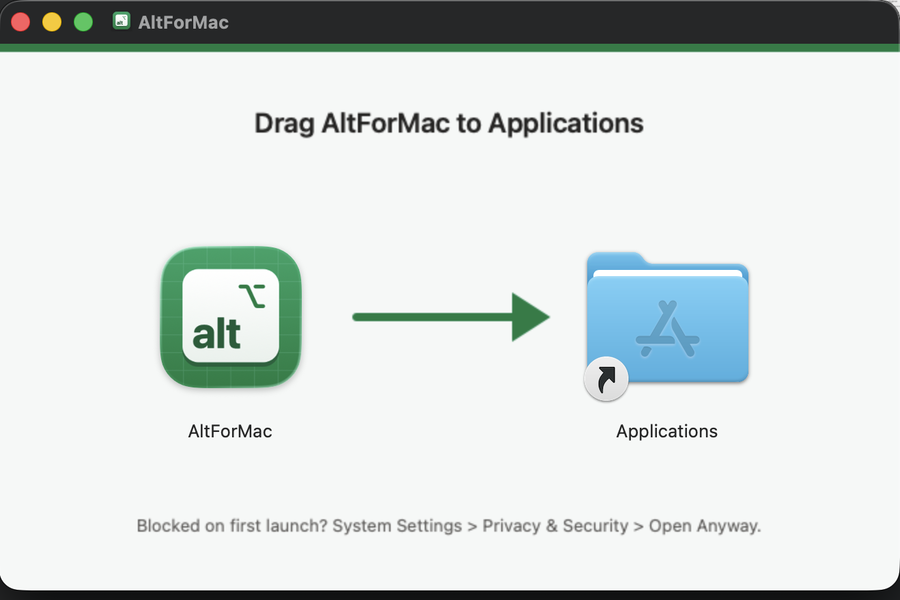 AltForMac
Drag AltForMac to Applications
alt
AltForMac
Applications
Blocked on first launch? System Settings > Privacy & Security > Open Anyway.